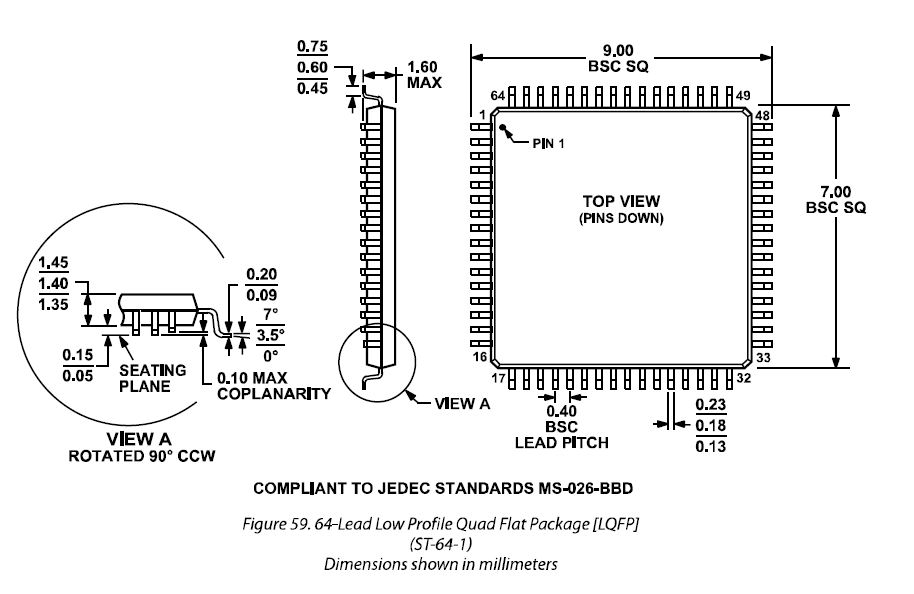 0.75
0.60
0.45
1.60
MAX
9.00
BSC SQ
64
49
1
48
PIN 1
TOP VIEW
(PINS DOWN)
7.00
BSC SQ
16
33
17
32
1.45
1.40
1.35
0.15
0.05
SEATING
PLANE
0.20
0.09
7°
3.5°
0°
0.10 MAX
COPLANARITY
VIEW A
ROTATED 90° CCW
VIEW A
0.40
BSC
LEAD PITCH
0.23
0.18
0.13
COMPLIANT TO JEDEC STANDARDS MS-026-BBD
Figure 59. 64-Lead Low Profile Quad Flat Package [LQFP]
(ST-64-1)
Dimensions shown in millimeters